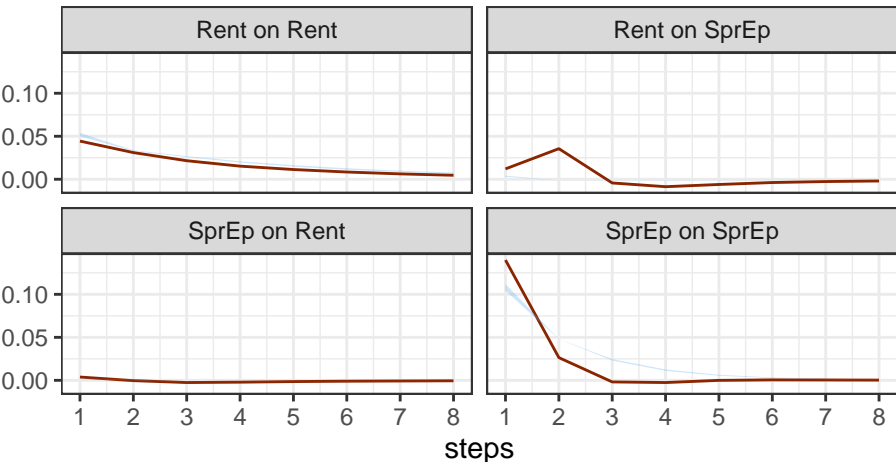 Rent on Rent
Rent on SprEp
0.10
0.05
0.00
SprEp on Rent
SprEp on SprEp
0.10
0.05
0.00
1 2 3 4 5 6 7 8
1 2 3 4 5 6 7 8
steps